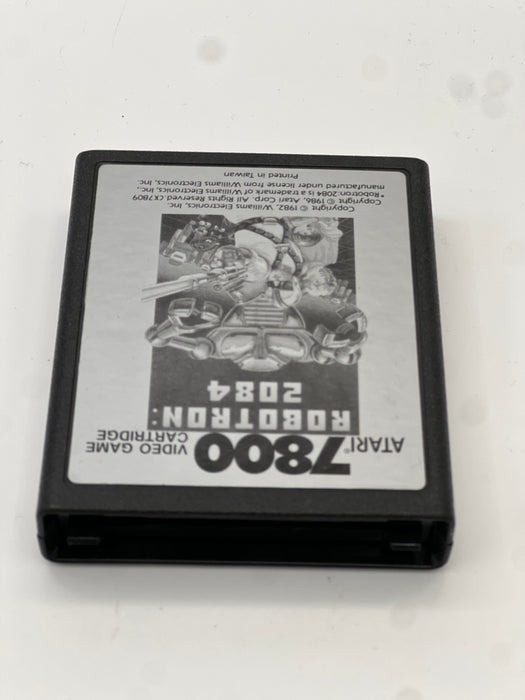 ATARI® 7800 VIDEO GAME
CARTRIDGE
ROBOTRON:
2084
Copyright © 1982, Williams Electronics, Inc.
Copyright © 1986, Atari Corp. All Rights Reserved CX7809
*Robotron:2084 is a trademark of Williams Electronics, Inc.,
manufactured under license from Williams Electronics, Inc.
Printed in Taiwan